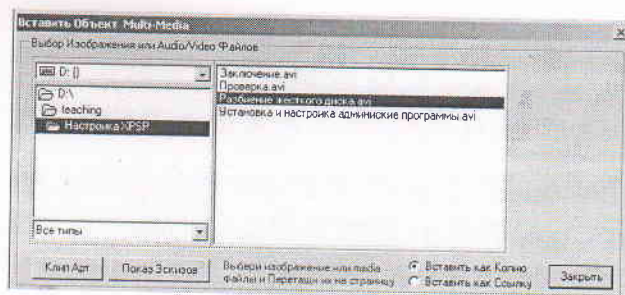 Вставить Объект Multi-Media
Выбор Изображения или Audio/Video Файлов
D: []
D:\
teaching
Настройка XPSP
Все типы
Заключение.avi
Проверка.avi
Разбиение жесткого диска.avi
Установка и настройка админиские программы.avi
Клип Арт
Показ Эскизов
Выбери изображение или media
файлы и Перетащи их на страницу
Вставить как Копию
Вставить как Ссылку
Закрыть